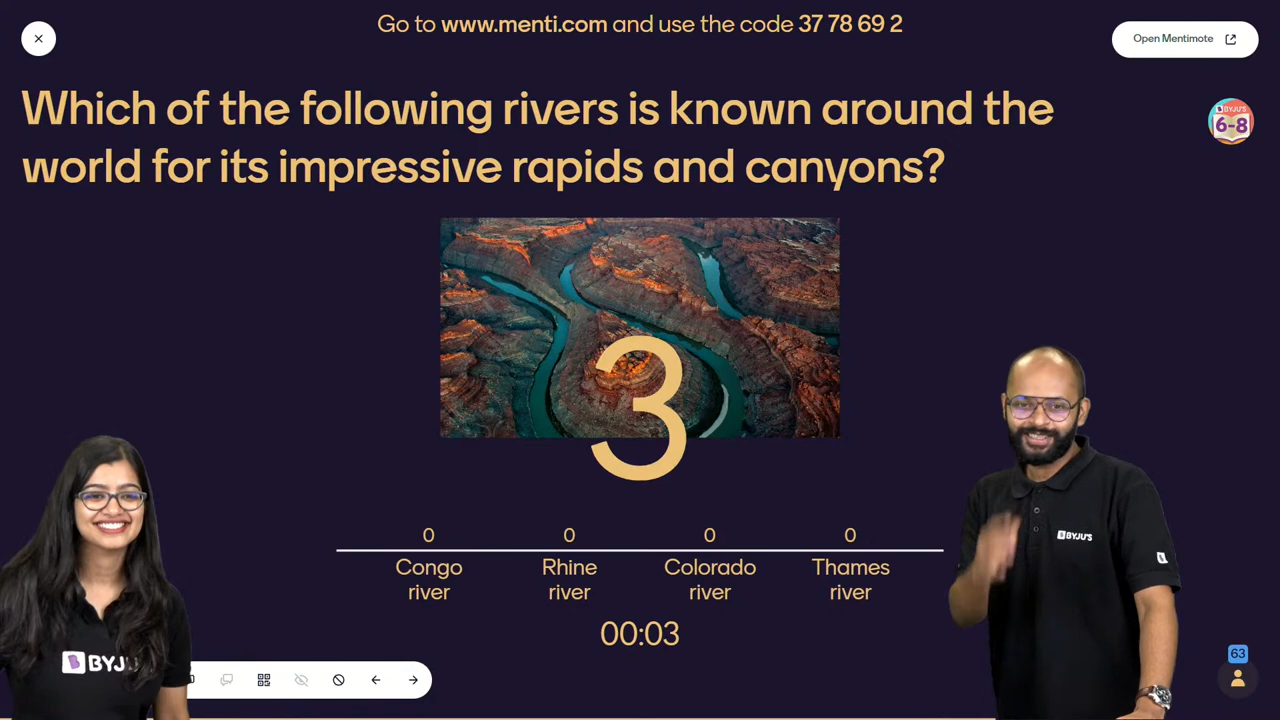 Go to www.menti.com and use the code 37 78 69 2
Open Mentimote
Which of the following rivers is known around the
world for its impressive rapids and canyons?
BYJU'S
6-8
3
0 0 0 0
Congo river
Rhine river
Colorado river
Thames river
00:03
BYJU'S
BYJU
63